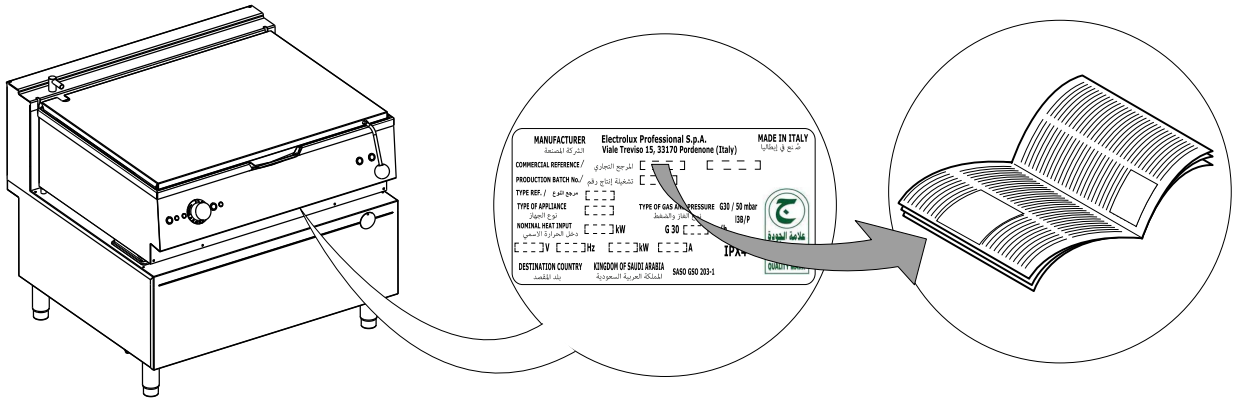 MANUFACTURER Electrolux Professional S.p.A. MADE IN ITALY
الشركة المصنعة Viale Treviso 15, 33170 Pordenone (Italy) صنع في إيطاليا
COMMERCIAL REFERENCE / المرجع التجاري
PRODUCTION BATCH No./ تشغيلة إنتاج رقم
TYPE REF. / مرجع النوع
TYPE OF APPLIANCE TYPE OF GAS AND PRESSURE G30 / 50 mbar
نوع الجهاز نوع الغاز والضغط I3B/P
NOMINAL HEAT INPUT kW G 30
دخل الحرارة الاسمي
V Hz kW A IPX4
علامة الجودة
QUALITY
DESTINATION COUNTRY KINGDOM OF SAUDI ARABIA SASO GSO 203-1
بلد المقصد المملكة العربية السعودية